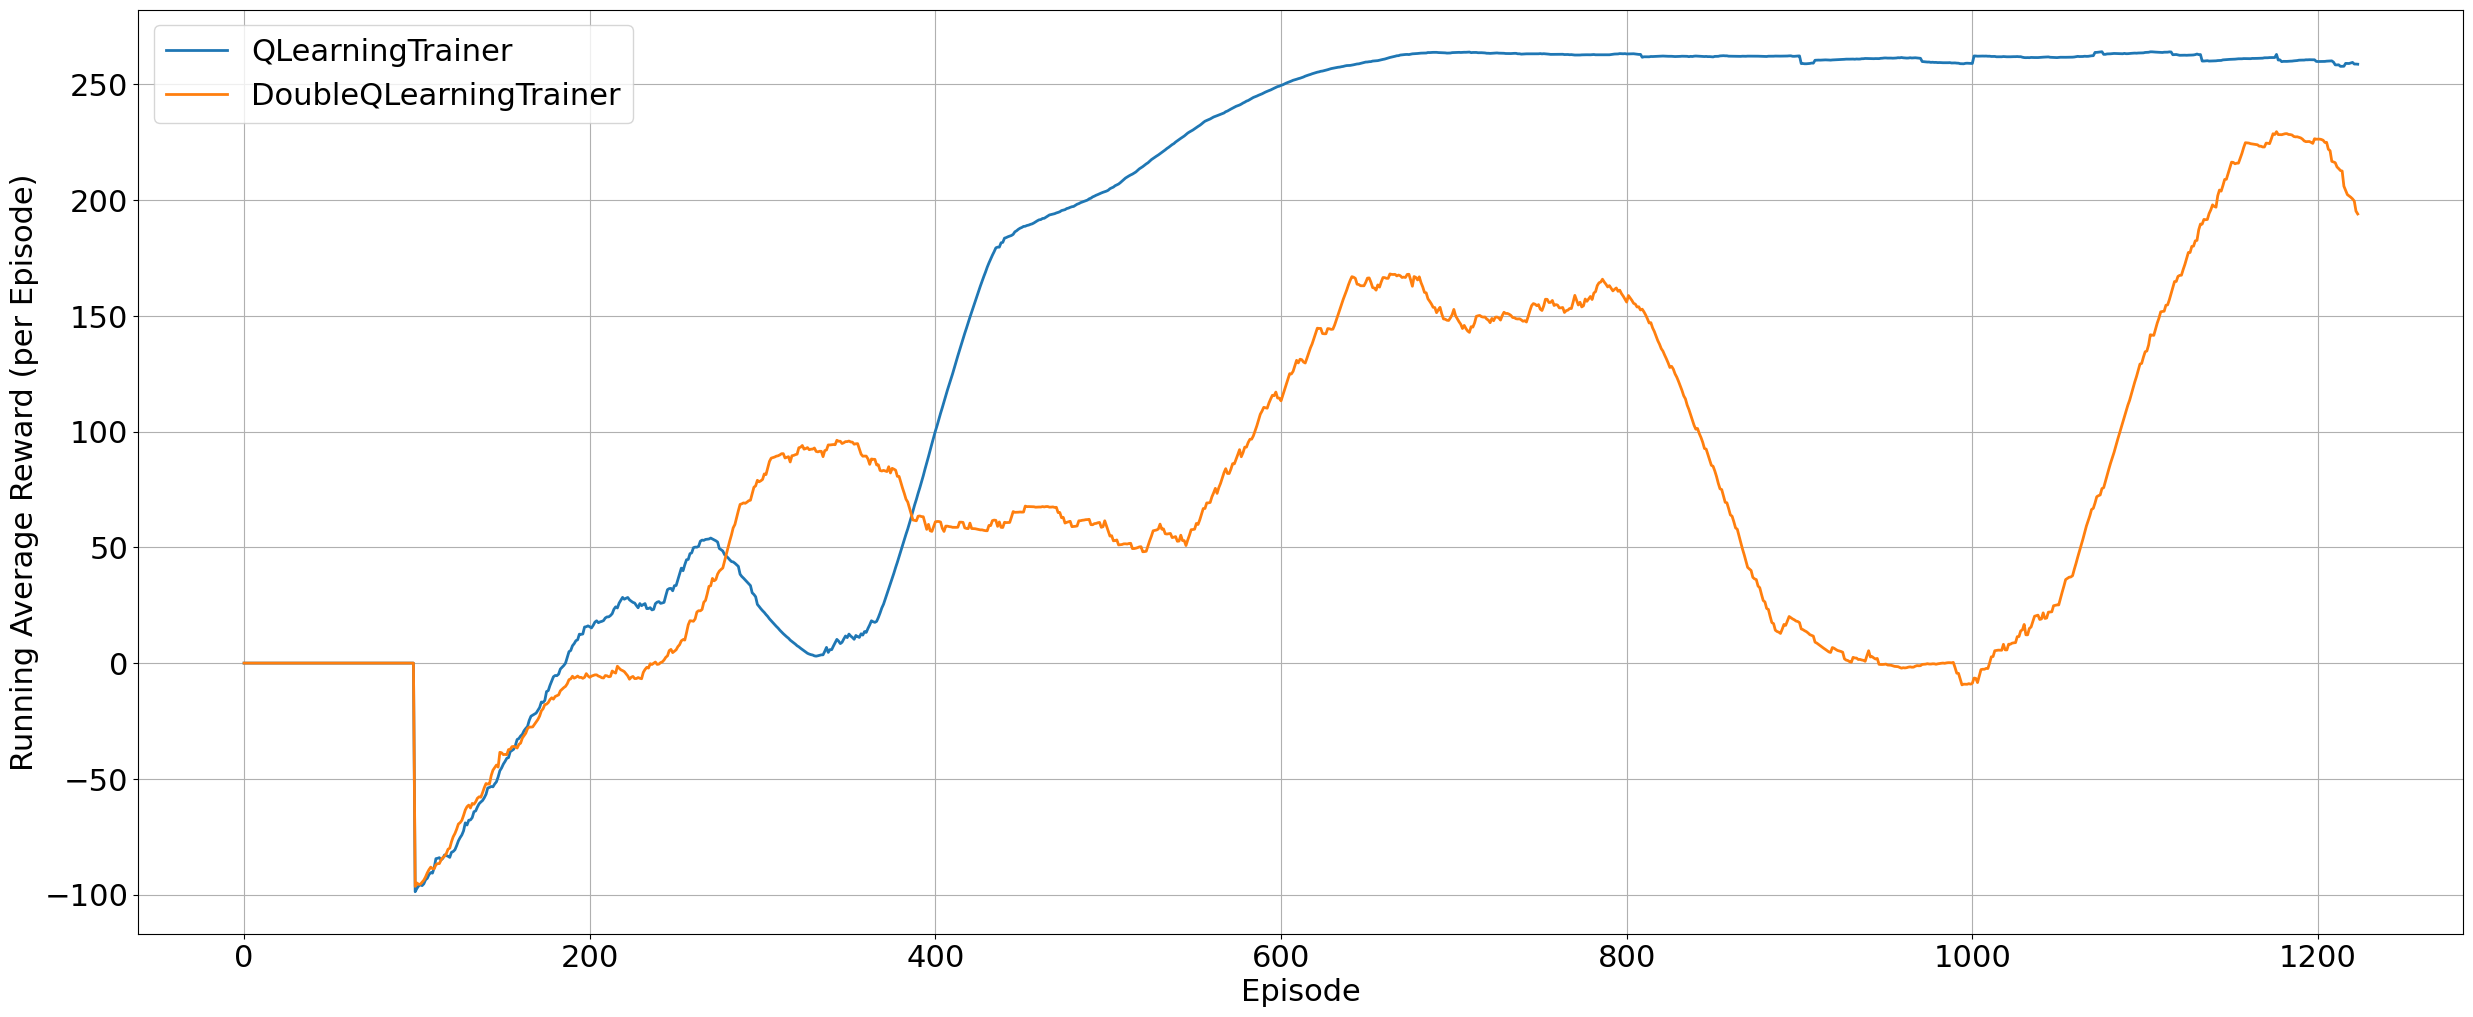 QLearningTrainer
DoubleQLearningTrainer
Running Average Reward (per Episode)
250
200
150
100
50
0
−50
−100
0 200 400 600 800 1000 1200
Episode